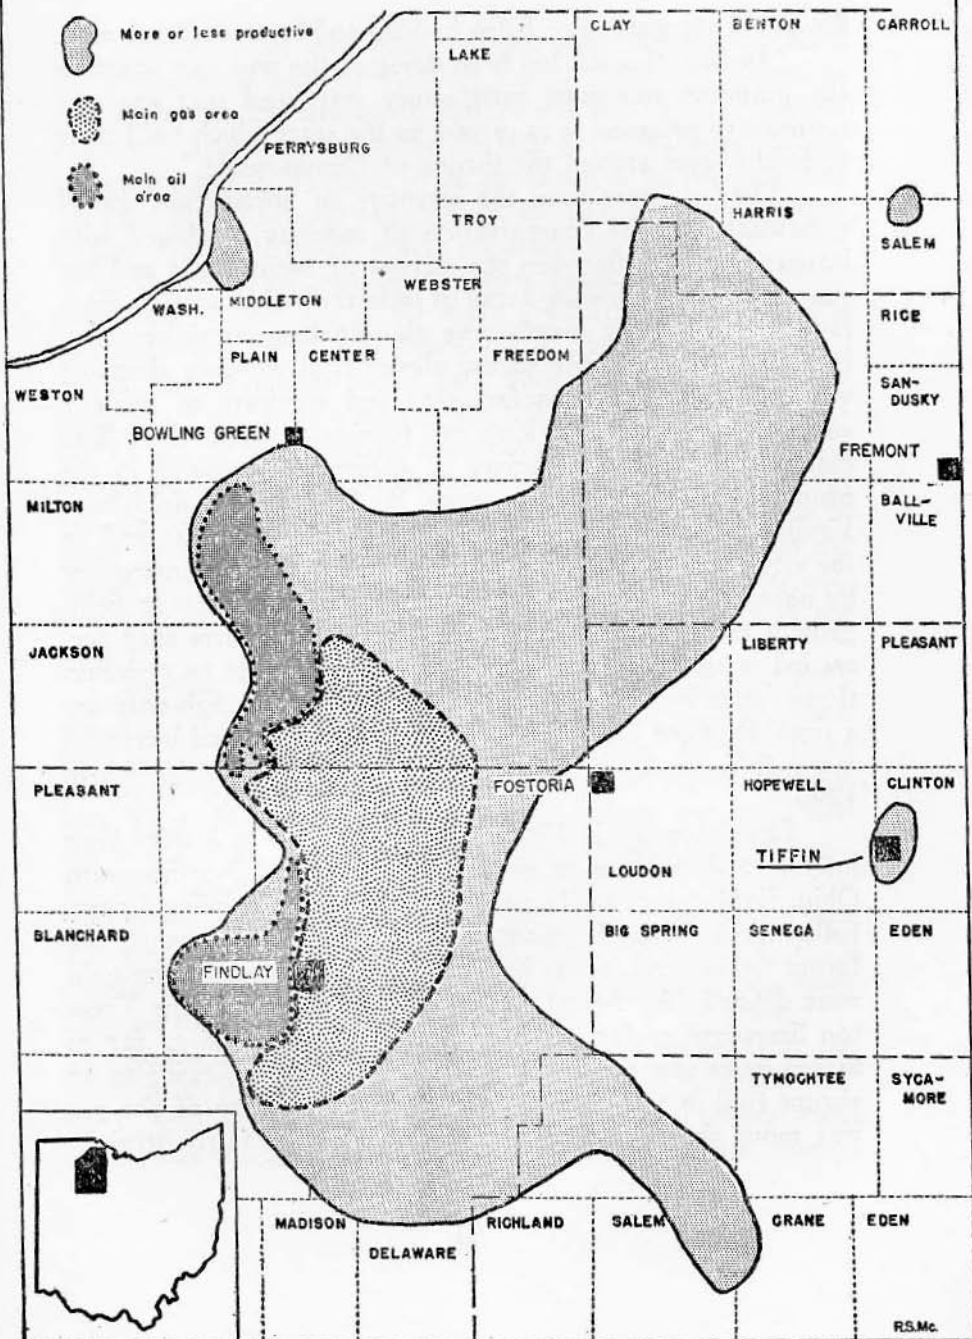 More or less productive
Main gas area
Main oil
area
CLAY
BENTON
CARROLL
LAKE
PERRYSBURG
TROY
HARRIS
SALEM
WEBSTER
WASH.
MIDDLETON
RICE
PLAIN
CENTER
FREEDOM
WESTON
SAN-
DUSKY
BOWLING GREEN
FREMONT
MILTON
BALL-
VILLE
JACKSON
LIBERTY
PLEASANT
PLEASANT
FOSTORIA
HOPEWELL
CLINTON
TIFFIN
LOUDON
BLANCHARD
BIG SPRING
SENECA
EDEN
FINDLAY
TYMOCHTEE
SYCA-
MORE
MADISON
RICHLAND
SALEM
CRANE
EDEN
DELAWARE
R.S.Mc.